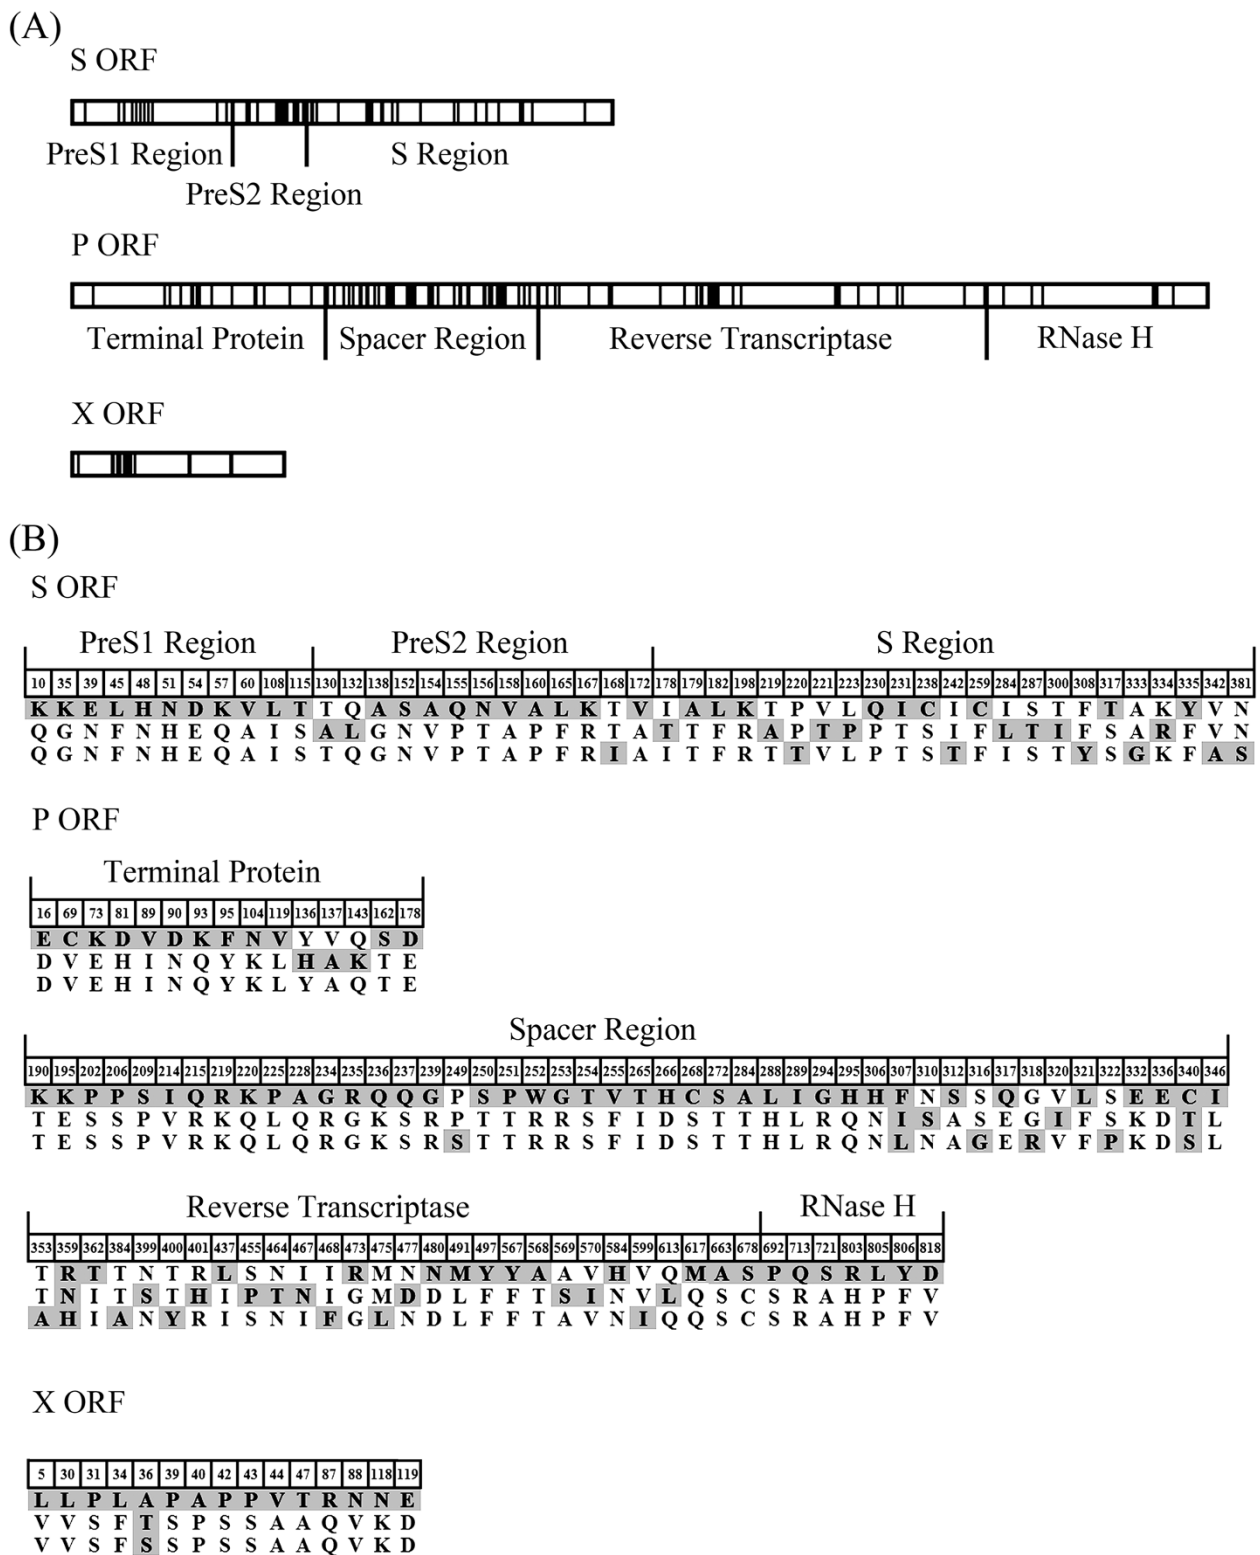 (A)
S ORF
PreS1 Region
S Region
PreS2 Region
P ORF
Terminal Protein
Spacer Region
Reverse Transcriptase
RNase H
X ORF
(B)
S ORF
PreS1 Region PreS2 Region S Region
10 35 39 45 48 51 54 57 60 108 115 130 132 138 152 154 155 156 158 160 165 167 168 172 178 179 182 198 219 220 221 223 230 231 238 242 259 284 287 300 308 317 333 334 335 342 381
K K E L H N D K V L T T Q A S A Q N V A L K T V I A L K T P V L Q I C I C I S T F T A K Y V N
Q G N F N H E Q A I S A L G N V P T A P F R T A T T F R A P T P P T S I F L T I F S A R F V N
Q G N F N H E Q A I S T Q G N V P T A P F R I A I T F R T T V L P T S T F I S T Y S G K F A S
P ORF
Terminal Protein
16 69 73 81 89 90 93 95 104 119 136 137 143 162 178
E C K D V D K F N V Y V Q S D
D V E H I N Q Y K L H A K T E
D V E H I N Q Y K L Y A Q T E
Spacer Region
190 195 202 206 209 214 215 219 220 225 228 234 235 236 237 239 249 250 251 252 253 254 255 265 266 268 272 284 288 289 294 295 306 307 310 312 316 317 318 320 321 322 332 336 340 346
K K P P S I Q R K P A G R Q Q G P S P W G T V T H C S A L I G H H F N S S Q G V L S E E C I
T E S S P V R K Q L Q R G K S R P T T R R S F I D S T T H L R Q N I S A S E G I F S K D T L
T E S S P V R K Q L Q R G K S R S T T R R S F I D S T T H L R Q N L N A G E R V F P K D S L
Reverse Transcriptase RNase H
353 359 362 384 399 400 401 437 455 464 467 468 473 475 477 480 491 497 567 568 569 570 584 599 613 617 663 678 692 713 721 803 805 806 818
T R T T N T R L S N I I R M N N M Y Y A A V H V Q M A S P Q S R L Y D
T N I T S T H I P T N I G M D D L F F T S I N V L Q S C S R A H P F V
A H I A N Y R I S N I F G L N D L F F T A V N I Q Q S C S R A H P F V
X ORF
5 30 31 34 36 39 40 42 43 44 47 87 88 118 119
L L P L A P A P P V T R N N E
V V S F T S P S S A A Q V K D
V V S F S S P S S A A Q V K D